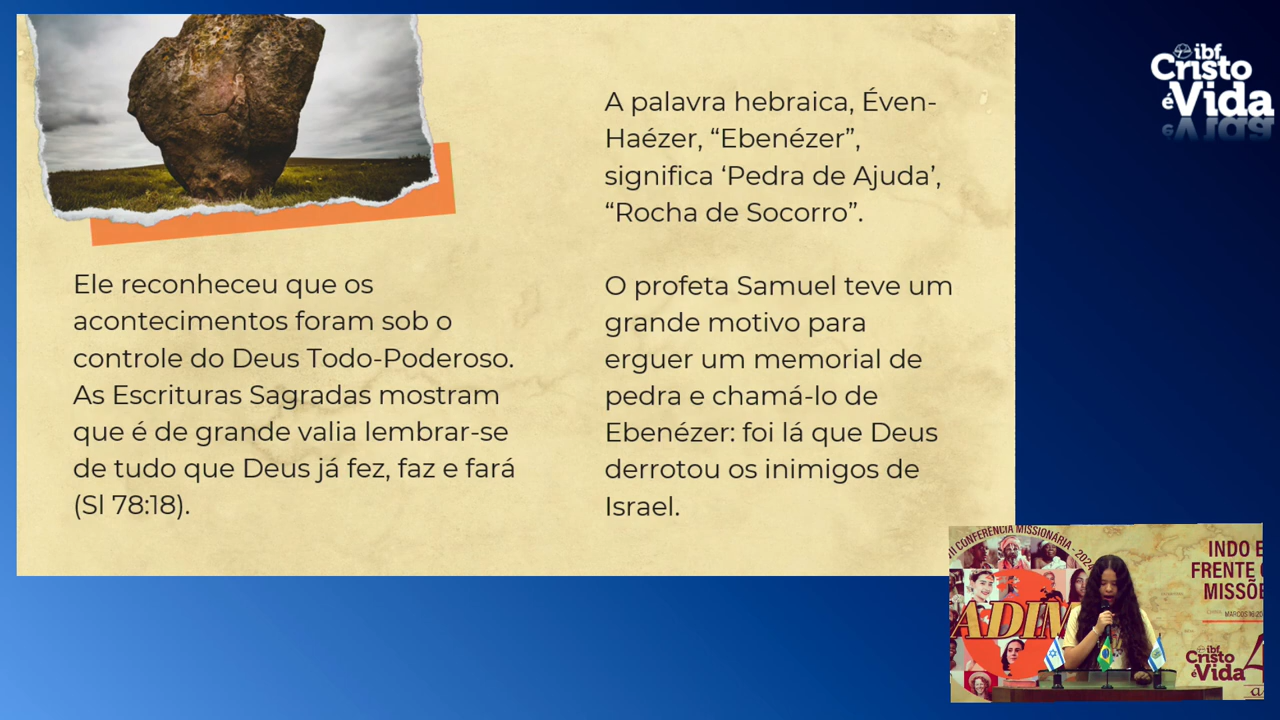 Ele reconheceu que os
acontecimentos foram sob o
controle do Deus Todo-Poderoso.
As Escrituras Sagradas mostram
que é de grande valia lembrar-se
de tudo que Deus já fez, faz e fará
(Sl 78:18).
A palavra hebraica, Éven-
Haézer, “Ebenézer”,
significa ‘Pedra de Ajuda’,
“Rocha de Socorro”.
O profeta Samuel teve um
grande motivo para
erguer um memorial de
pedra e chamá-lo de
Ebenézer: foi lá que Deus
derrotou os inimigos de
Israel.
ibf
Cristo
é Vida
CONFERÊNCIA MISSIONÁRIA - 2024
ADIM
INDO E
FRENTE
MISSÕE
MARCOS 16:20
ibf
Cristo
é Vida